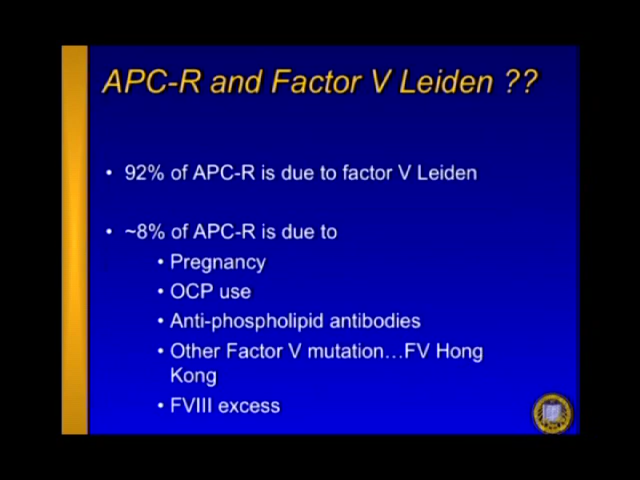 APC-R and Factor V Leiden ??
• 92% of APC-R is due to factor V Leiden
• ~8% of APC-R is due to
• Pregnancy
• OCP use
• Anti-phospholipid antibodies
• Other Factor V mutation…FV Hong
Kong
• FVIII excess